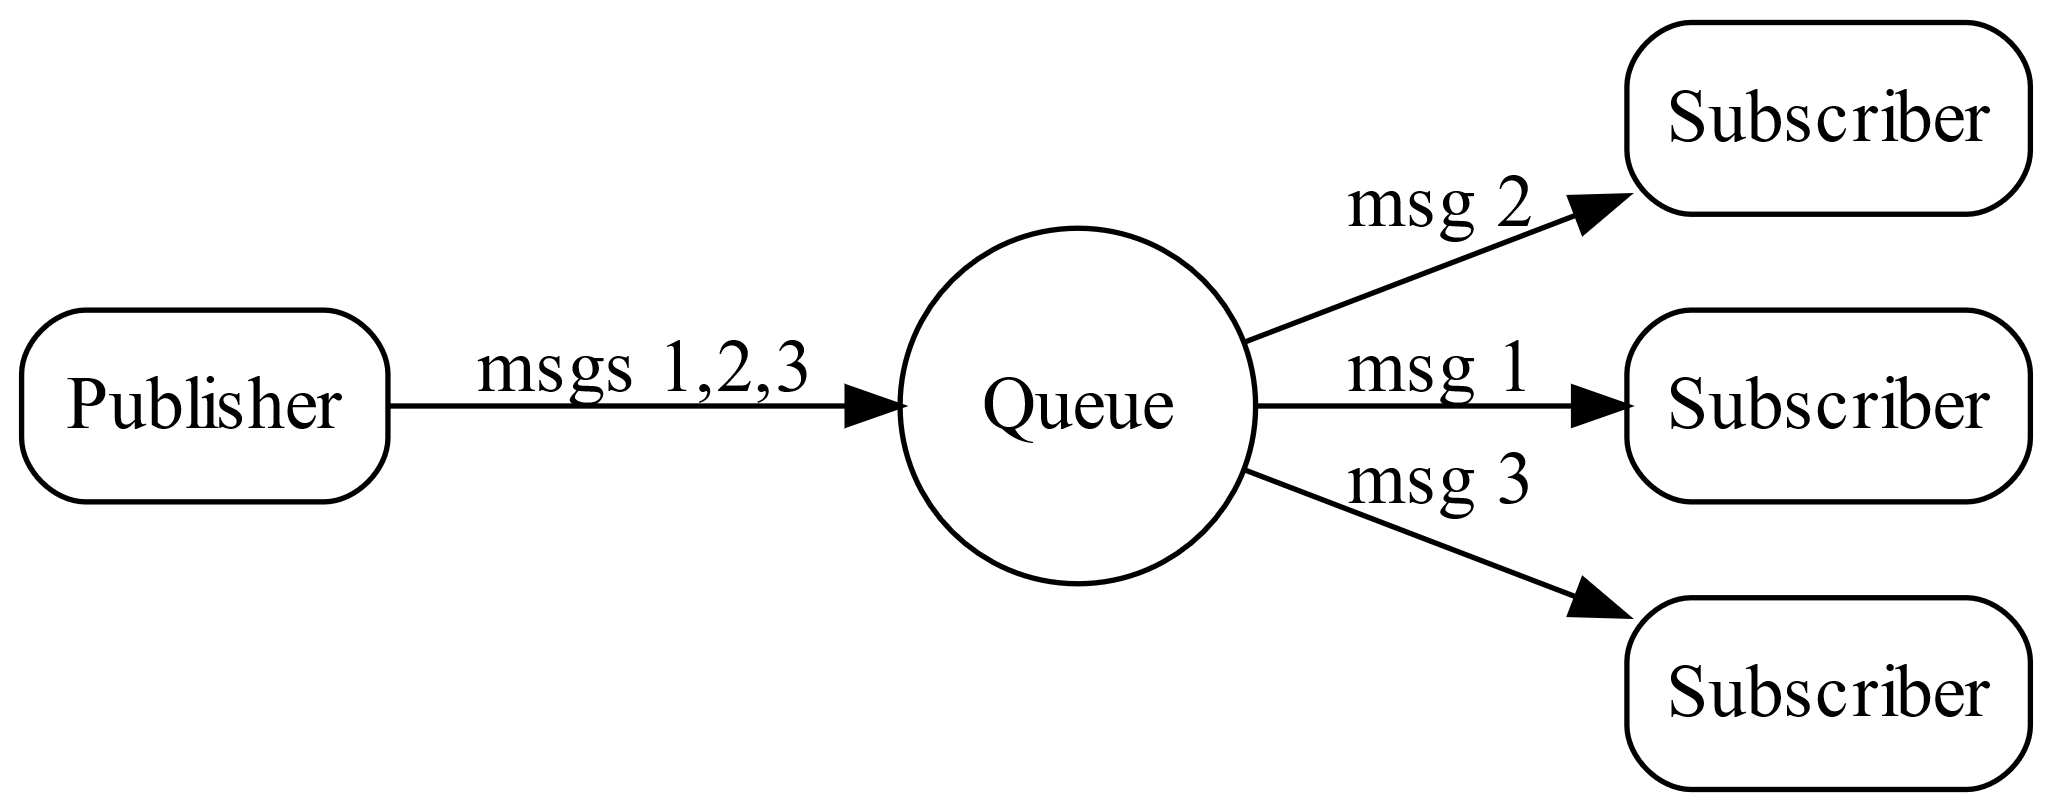 Publisher
msgs 1,2,3
Queue
msg 2
msg 1
msg 3
Subscriber
Subscriber
Subscriber